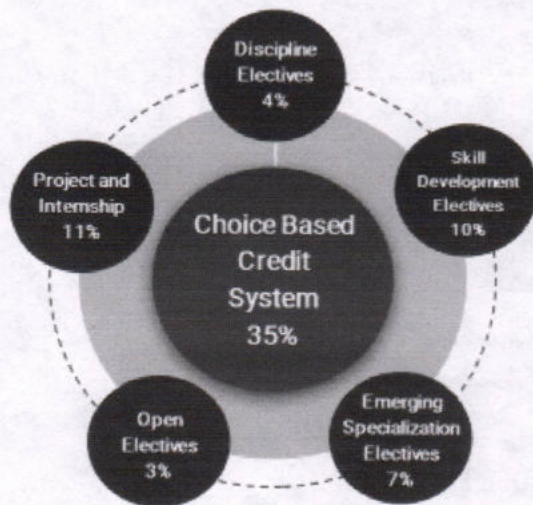 Discipline
Electives
4%
Skill
Development
Electives
10%
Project and
Internship
11%
Choice Based
Credit
System
35%
Open
Electives
3%
Emerging
Specialization
Electives
7%